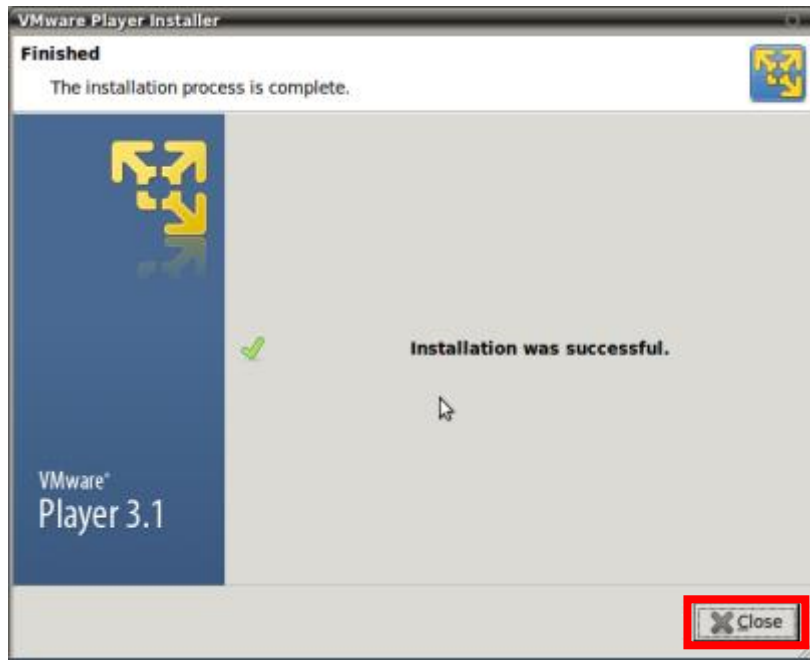 VMware Player Installer
Finished
The installation process is complete.
Installation was successful.
VMware®
Player 3.1
Close